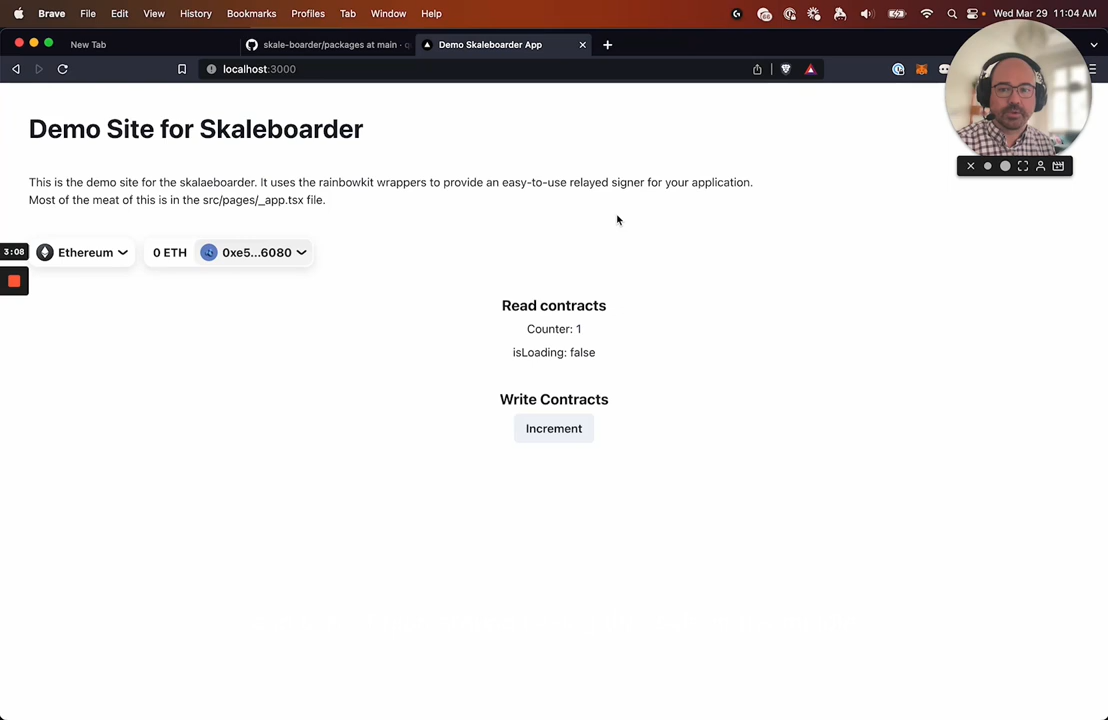 Brave File Edit View History Bookmarks Profiles Tab Window Help Wed Mar 29 11:04 AM
New Tab skale-boarder/packages at main · Demo Skaleboarder App
localhost:3000
Demo Site for Skaleboarder
This is the demo site for the skalaeboarder. It uses the rainbowkit wrappers to provide an easy-to-use relayed signer for your application.
Most of the meat of this is in the src/pages/_app.tsx file.
3:08 Ethereum 0 ETH 0xe5...6080
Read contracts
Counter: 1
isLoading: false
Write Contracts
Increment